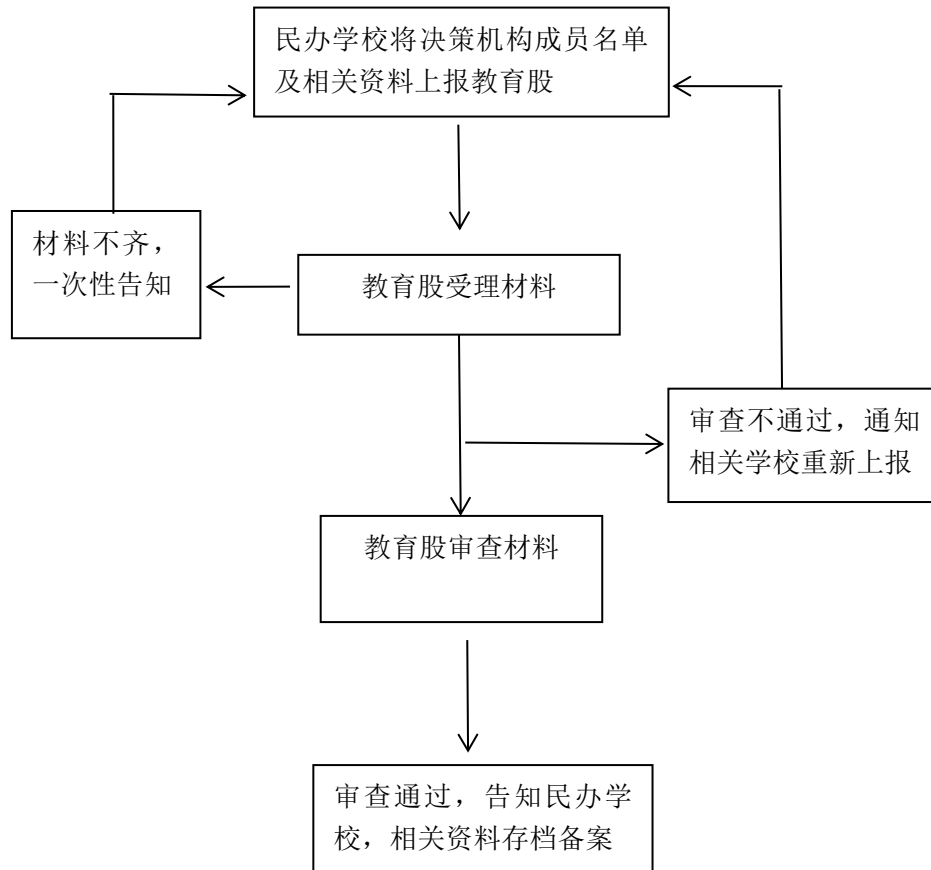 民办学校将决策机构成员名单
及相关资料上报教育股
材料不齐，
一次性告知
教育股受理材料
审查不通过，通知
相关学校重新上报
教育股审查材料
审查通过，告知民办学
校，相关资料存档备案